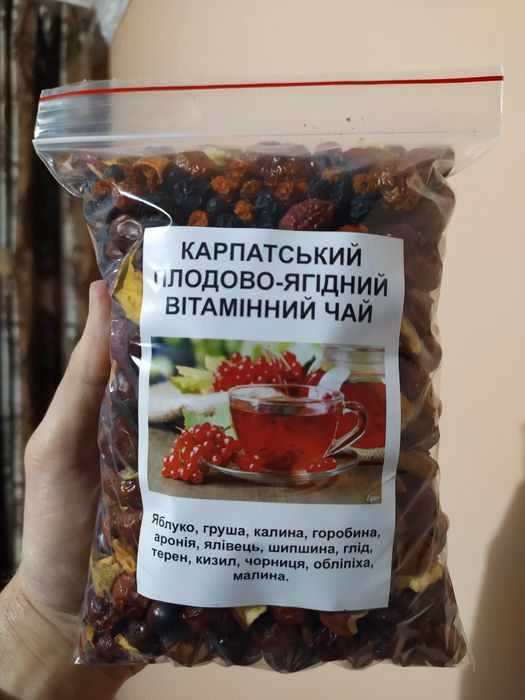 КАРПАТСЬКИЙ
ПЛОДОВО-ЯГІДНИЙ
ВІТАМІННИЙ ЧАЙ
Яблуко, груша, калина, горобина,
аронія, ялівець, шипшина, глід,
терен, кизил, чорниця, обліпіха,
малина.